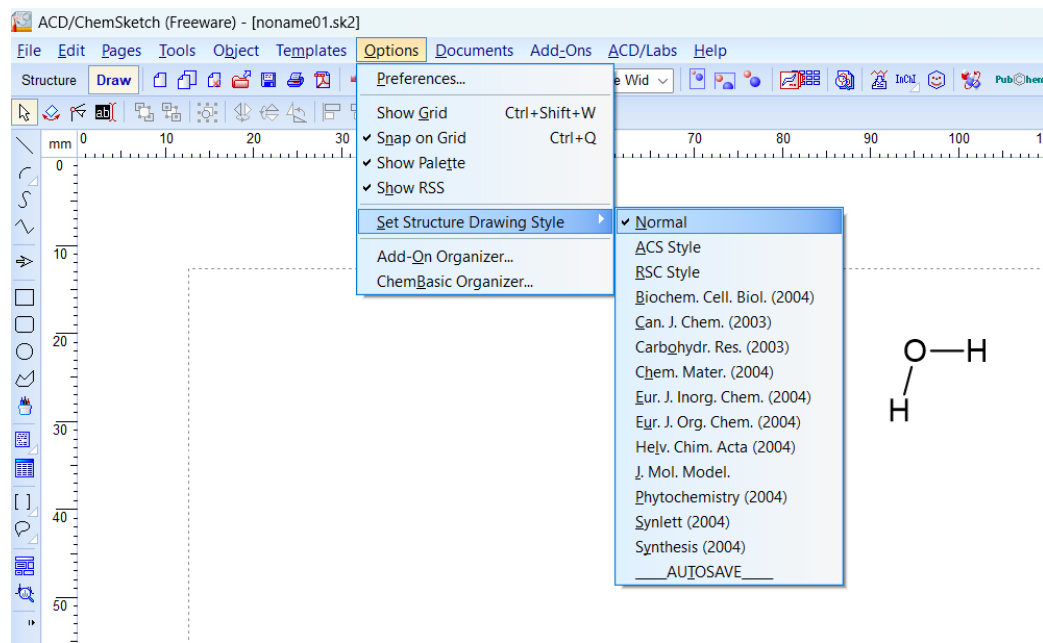 ACD/ChemSketch (Freeware) - [noname01.sk2]
File Edit Pages Tools Object Templates Options Documents Add-Ons ACD/Labs Help
Structure Draw e Wid InChI PubChem
ab
mm 0 10 20 30 70 80 90 100
0
10
20
30
40
50
Preferences...
Show Grid Ctrl+Shift+W
Snap on Grid Ctrl+Q
Show Palette
Show RSS
Set Structure Drawing Style
Add-On Organizer...
ChemBasic Organizer...
Normal
ACS Style
RSC Style
Biochem. Cell. Biol. (2004)
Can. J. Chem. (2003)
Carbohydr. Res. (2003)
Chem. Mater. (2004)
Eur. J. Inorg. Chem. (2004)
Eur. J. Org. Chem. (2004)
Helv. Chim. Acta (2004)
J. Mol. Model.
Phytochemistry (2004)
Synlett (2004)
Synthesis (2004)
____AUTOSAVE____
O H
H